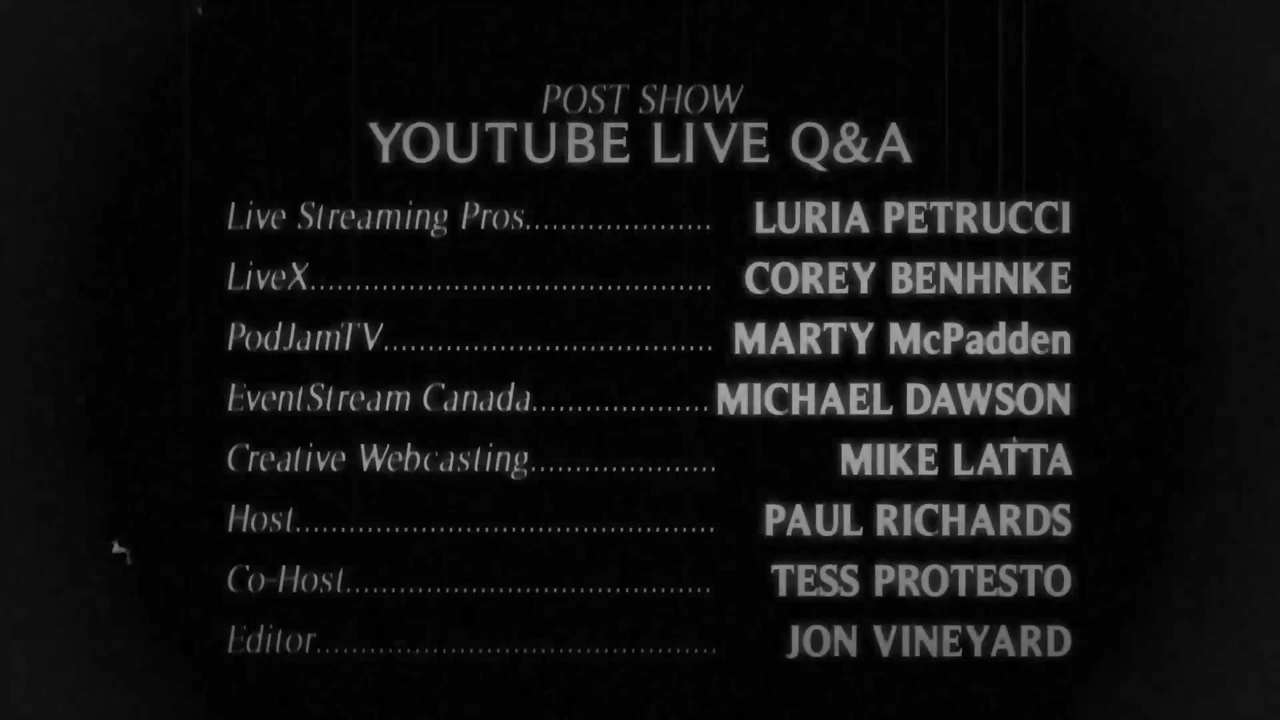 POST SHOW
YOUTUBE LIVE Q&A
Live Streaming Pros..................... LURIA PETRUCCI
LiveX............................................. COREY BENHNKE
PodJamTV..................................... MARTY McPadden
EventStream Canada....................MICHAEL DAWSON
Creative Webcasting..................... MIKE LATTA
Host............................................... PAUL RICHARDS
Co-Host......................................... TESS PROTESTO
Editor............................................. JON VINEYARD